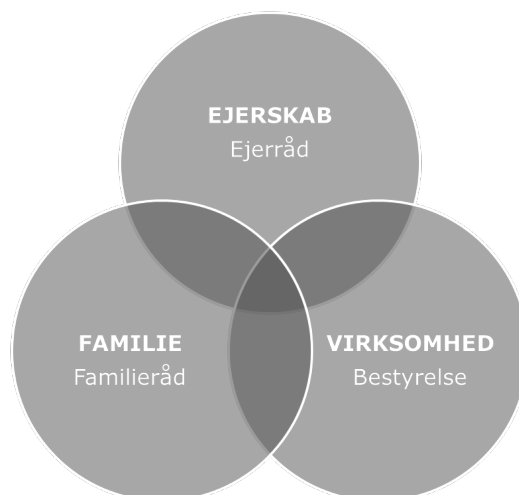 EJERSKAB
Ejerråd
FAMILIE
Familieråd
VIRKSOMHED
Bestyrelse